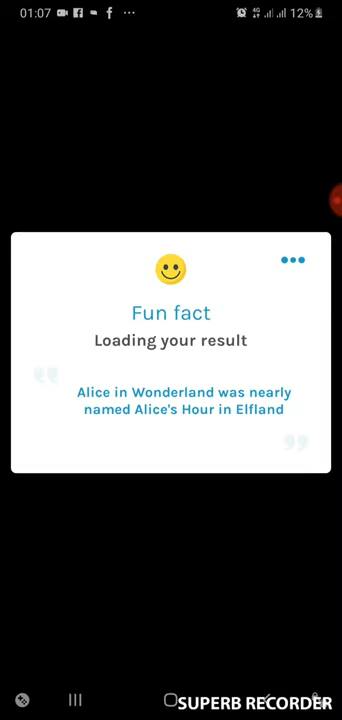 01:07
4G
12%
Fun fact
Loading your result
Alice in Wonderland was nearly
named Alice's Hour in Elfland
SUPERB RECORDER